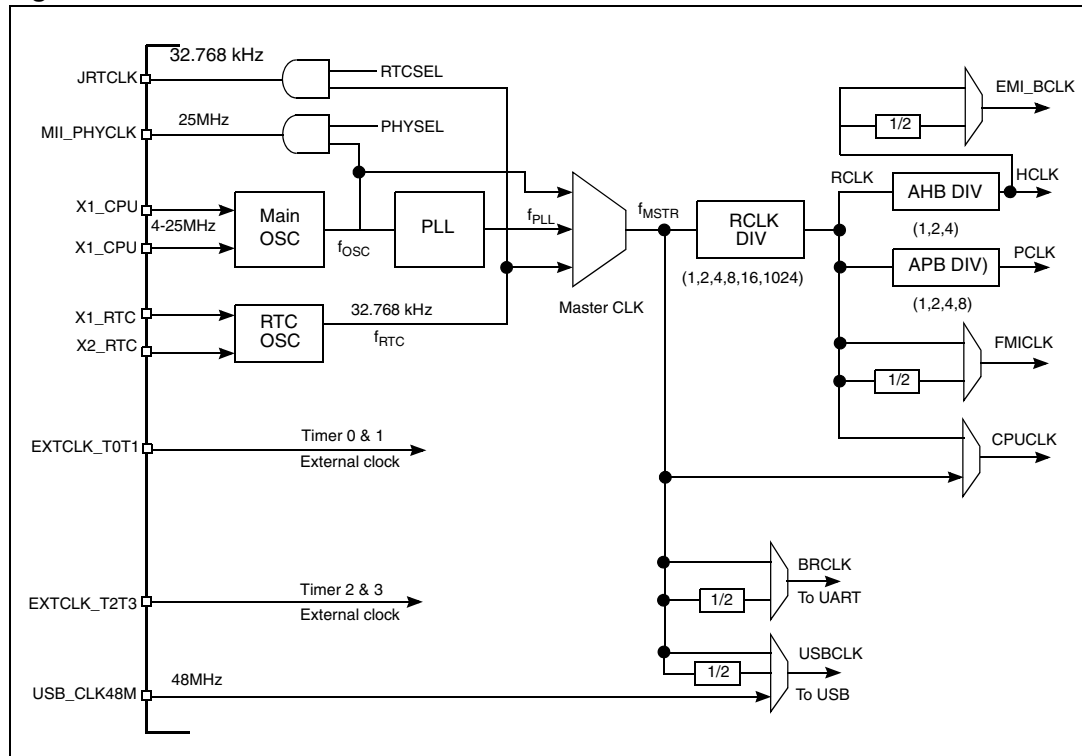 32.768 kHz
JRTCLK
RTCSEL
EMI_BCLK
25MHz
MII_PHYCLK
PHYSEL
1/2
RCLK
HCLK
AHB DIV
X1_CPU
4-25MHz
X1_CPU
Main
OSC
fOSC
PLL
fPLL
fMSTR
RCLK
DIV
(1,2,4)
PCLK
APB DIV)
(1,2,4,8,16,1024)
(1,2,4,8)
Master CLK
X1_RTC
X2_RTC
RTC
OSC
32.768 kHz
fRTC
FMICLK
1/2
EXTCLK_T0T1
Timer 0 & 1
External clock
CPUCLK
BRCLK
EXTCLK_T2T3
Timer 2 & 3
External clock
1/2
To UART
USBCLK
1/2
USB_CLK48M
48MHz
To USB